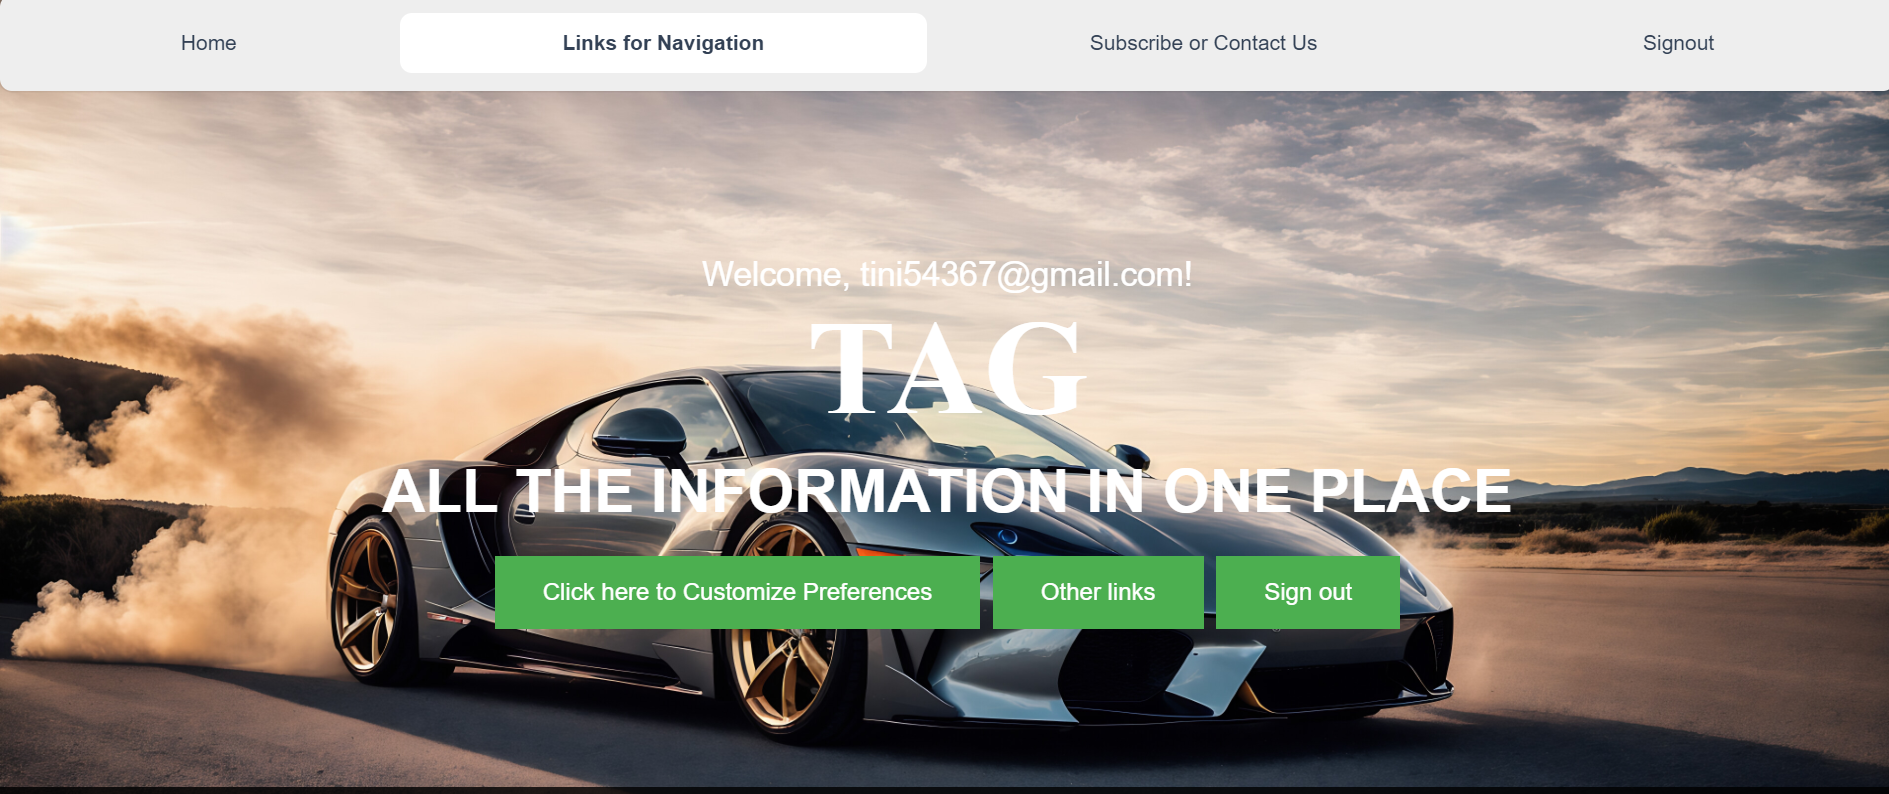 Home
Links for Navigation
Subscribe or Contact Us
Signout
Welcome, tini54367@gmail.com!
TAG
ALL THE INFORMATION IN ONE PLACE
Click here to Customize Preferences
Other links
Sign out